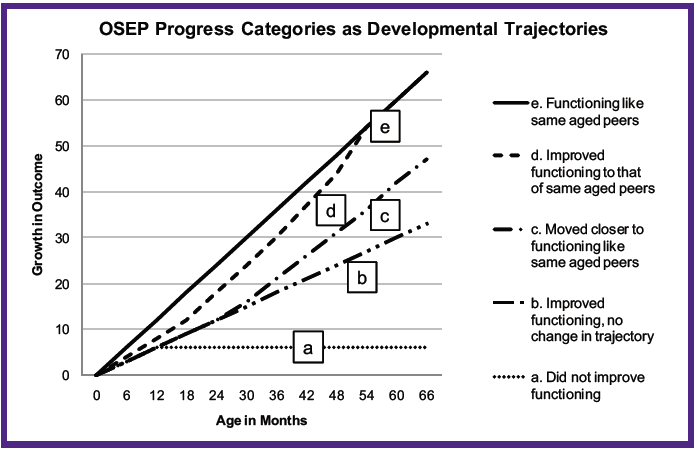 OSEP Progress Categories as Developmental Trajectories
Growth in Outcome
70
60
50
40
30
20
10
0
0 6 12 18 24 30 36 42 48 54 60 66
Age in Months
e
d
c
b
a
e. Functioning like
same aged peers
d. Improved
functioning to that
of same aged peers
c. Moved closer to
functioning like
same aged peers
b. Improved
functioning, no
change in trajectory
a. Did not improve
functioning